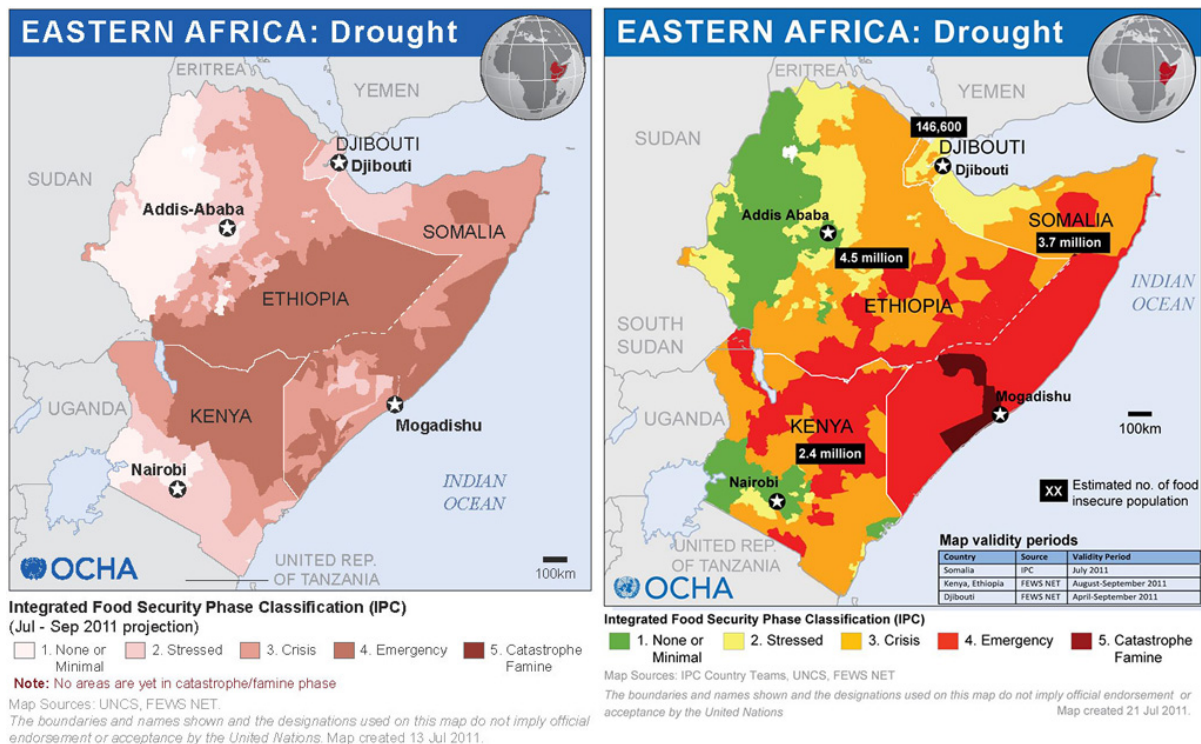 EASTERN AFRICA: Drought
ERITREA
YEMEN
SUDAN
DJIBOUTI
Djibouti
Addis-Ababa
SOMALIA
ETHIOPIA
UGANDA
KENYA
Mogadishu
Nairobi
INDIAN
OCEAN
UNITED REP.
OF TANZANIA
OCHA
100km
Integrated Food Security Phase Classification (IPC)
(Jul - Sep 2011 projection)
1. None or
Minimal
2. Stressed
3. Crisis
4. Emergency
5. Catastrophe
Famine
Note: No areas are yet in catastrophe/famine phase
Map Sources: UNCS, FEWS NET.
The boundaries and names shown and the designations used on this map do not imply official
endorsement or acceptance by the United Nations. Map created 13 Jul 2011.
EASTERN AFRICA: Drought
ERITREA
YEMEN
SUDAN
146,600
DJIBOUTI
Djibouti
Addis Ababa
SOMALIA
3.7 million
4.5 million
ETHIOPIA
INDIAN
OCEAN
SOUTH
SUDAN
UGANDA
KENYA
2.4 million
Mogadishu
100km
Nairobi
XX Estimated no. of food
insecure population
UNITED REP.
OF TANZANIA
OCHA
Map validity periods
Country Source Validity Period
Somalia IPC July 2011
Kenya, Ethiopia FEWS NET August-September 2011
Djibouti FEWS NET April-September 2011
Integrated Food Security Phase Classification (IPC)
1. None or
Minimal
2. Stressed
3. Crisis
4. Emergency
5. Catastrophe
Famine
Map Sources: IPC Country Teams, UNCS, FEWS NET
The boundaries and names shown and the designations used on this map do not imply official endorsement or
acceptance by the United Nations
Map created 21 Jul 2011.